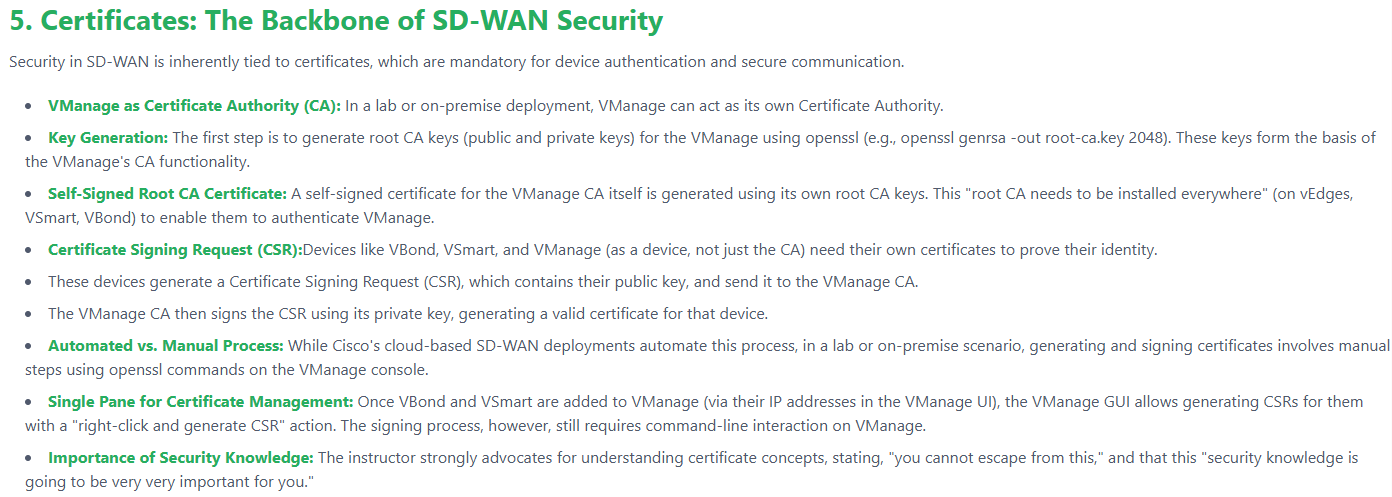 5. Certificates: The Backbone of SD-WAN Security
Security in SD-WAN is inherently tied to certificates, which are mandatory for device authentication and secure communication.
• VManage as Certificate Authority (CA): In a lab or on-premise deployment, VManage can act as its own Certificate Authority.
• Key Generation: The first step is to generate root CA keys (public and private keys) for the VManage using openssl (e.g., openssl genrsa -out root-ca.key 2048). These keys form the basis of
the VManage's CA functionality.
• Self-Signed Root CA Certificate: A self-signed certificate for the VManage CA itself is generated using its own root CA keys. This "root CA needs to be installed everywhere" (on vEdges,
VSmart, VBond) to enable them to authenticate VManage.
• Certificate Signing Request (CSR):Devices like VBond, VSmart, and VManage (as a device, not just the CA) need their own certificates to prove their identity.
• These devices generate a Certificate Signing Request (CSR), which contains their public key, and send it to the VManage CA.
• The VManage CA then signs the CSR using its private key, generating a valid certificate for that device.
• Automated vs. Manual Process: While Cisco's cloud-based SD-WAN deployments automate this process, in a lab or on-premise scenario, generating and signing certificates involves manual
steps using openssl commands on the VManage console.
• Single Pane for Certificate Management: Once VBond and VSmart are added to VManage (via their IP addresses in the VManage UI), the VManage GUI allows generating CSRs for them
with a "right-click and generate CSR" action. The signing process, however, still requires command-line interaction on VManage.
• Importance of Security Knowledge: The instructor strongly advocates for understanding certificate concepts, stating, "you cannot escape from this," and that this "security knowledge is
going to be very very important for you."